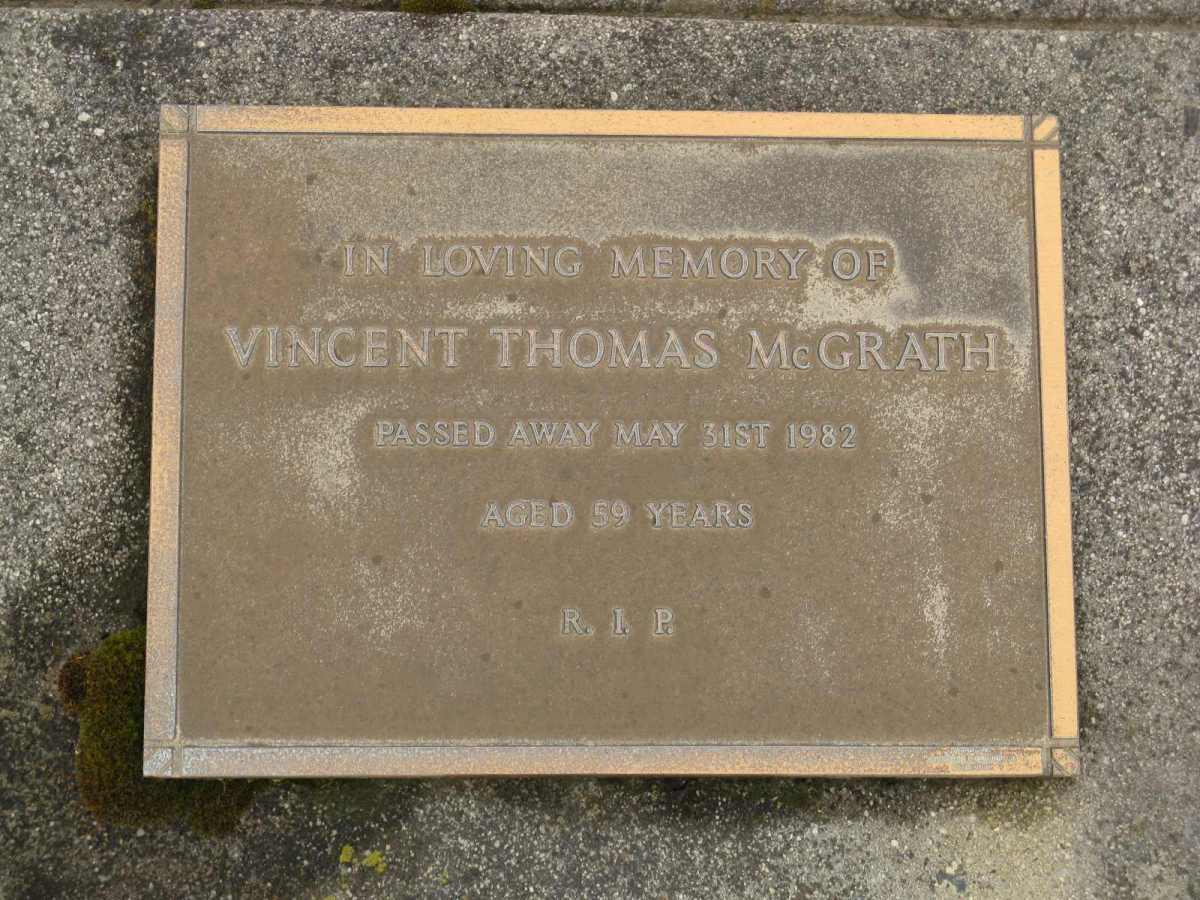 IN LOVING MEMORY OF
VINCENT THOMAS McGRATH
PASSED AWAY MAY 31ST 1982
AGED 59 YEARS
R. I. P.